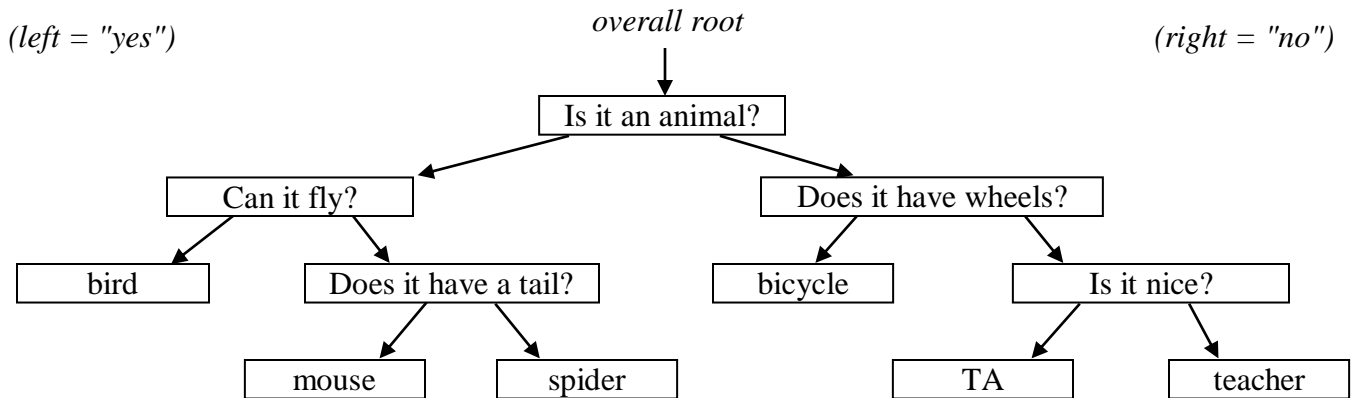 (left = "yes")
overall root
(right = "no")
Is it an animal?
Can it fly?
Does it have wheels?
bird
Does it have a tail?
bicycle
Is it nice?
mouse
spider
TA
teacher